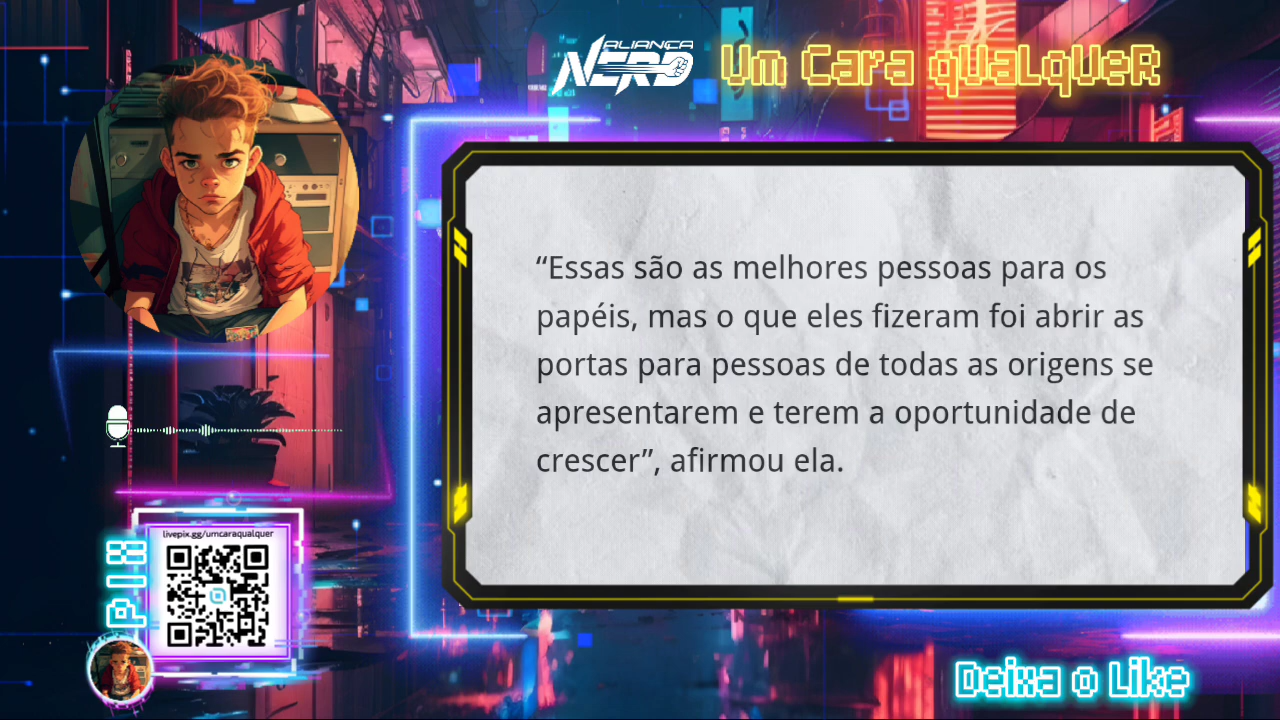 ALIANÇA
NERD
Um Cara qUaLqUeR
“Essas são as melhores pessoas para os
papéis, mas o que eles fizeram foi abrir as
portas para pessoas de todas as origens se
apresentarem e terem a oportunidade de
crescer”, afirmou ela.
livepix.gg/umcaraqualquer
PIX
Deixa o Like